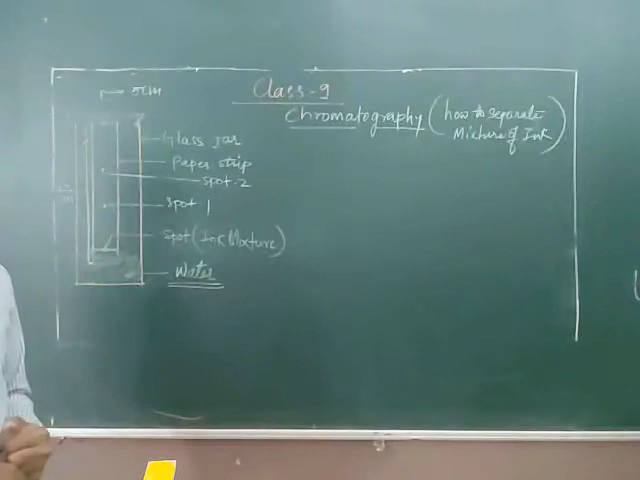 Class-9
5cm
Chromatography (how to separate
Mixture of Ink)
Glass jar
Paper strip
spot-2
spot 1
spot (Ink Mixture)
Water